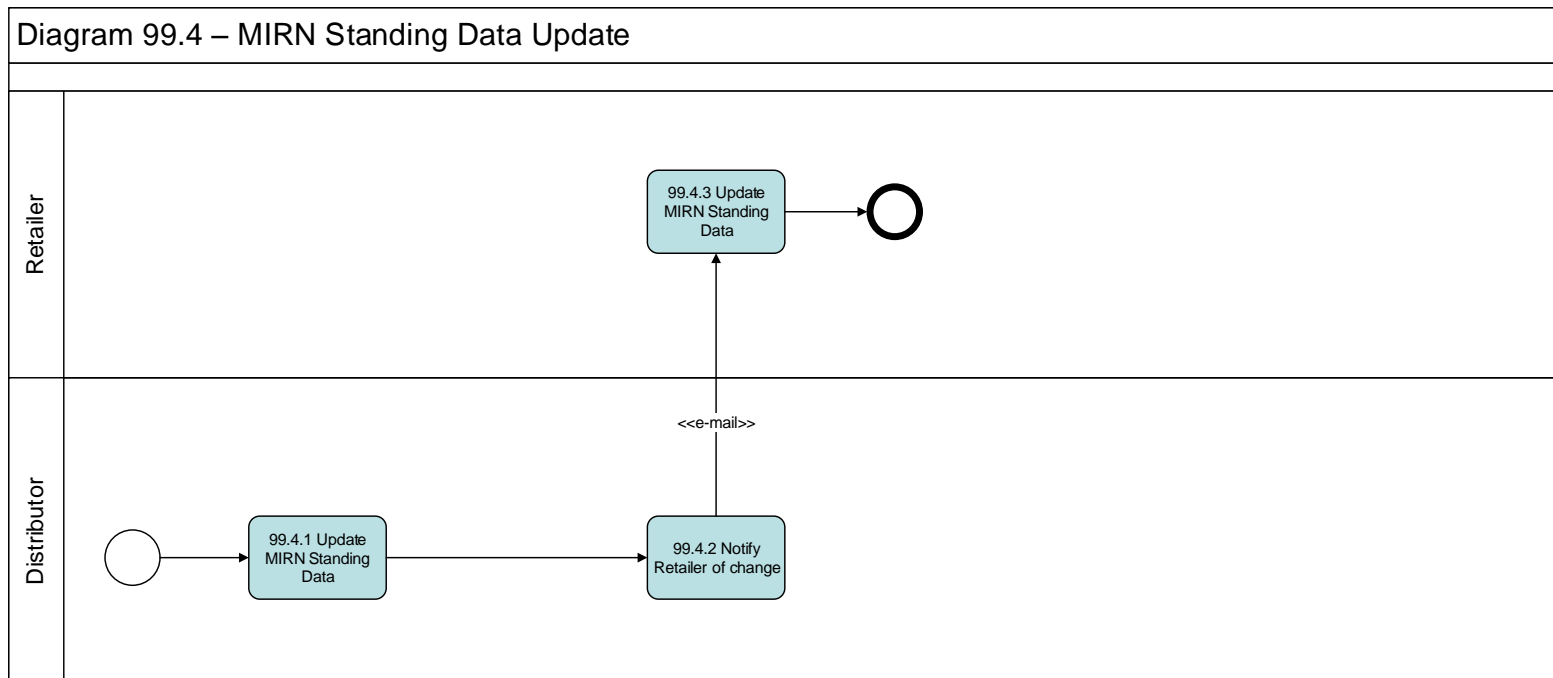 Diagram 99.4 – MIRN Standing Data Update
Retailer
99.4.3 Update
MIRN Standing
Data
<<e-mail>>
Distributor
99.4.1 Update
MIRN Standing
Data
99.4.2 Notify
Retailer of change